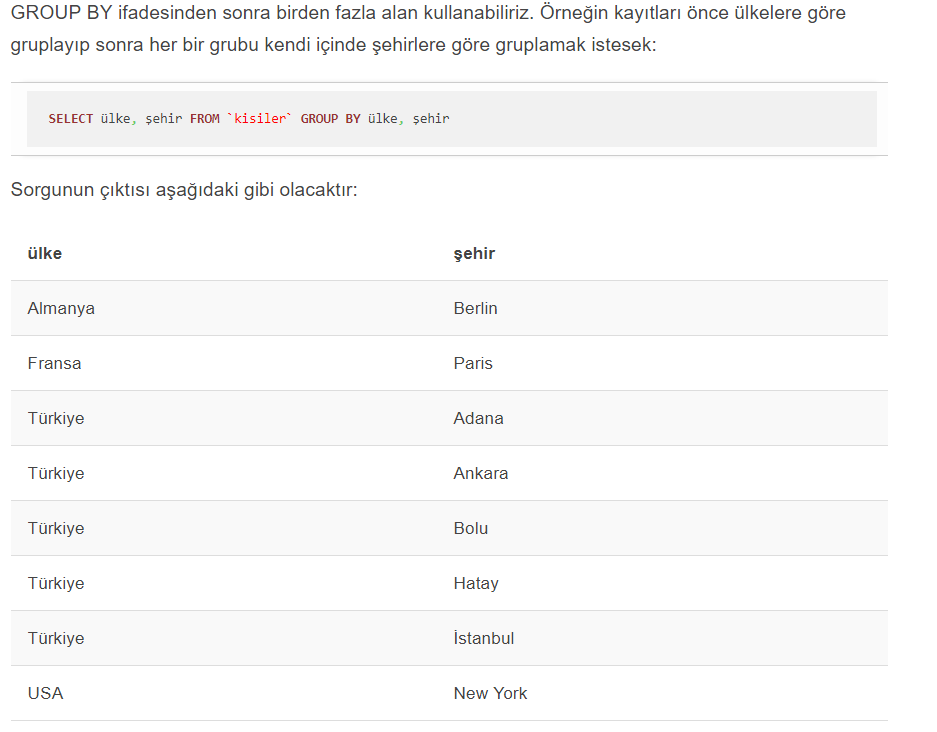 GROUP BY ifadesinden sonra birden fazla alan kullanabiliriz. Örneğin kayıtları önce ülkelere göre
gruplayıp sonra her bir grubu kendi içinde şehirlere göre gruplamak istesek:
SELECT ülke, şehir FROM `kisiler` GROUP BY ülke, şehir
Sorgunun çıktısı aşağıdaki gibi olacaktır:
ülke şehir
Almanya Berlin
Fransa Paris
Türkiye Adana
Türkiye Ankara
Türkiye Bolu
Türkiye Hatay
Türkiye İstanbul
USA New York